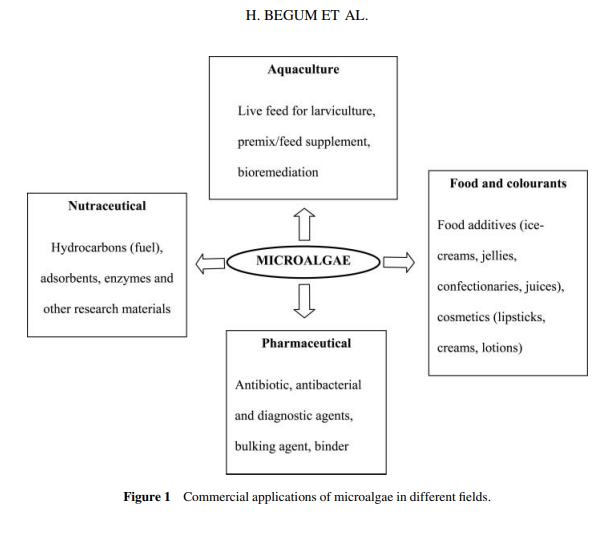 H. BEGUM ET AL.
Aquaculture
Live feed for larviculture,
premix/feed supplement,
bioremediation
Nutraceutical
Hydrocarbons (fuel),
adsorbents, enzymes and
other research materials
MICROALGAE
Food and colourants
Food additives (ice-
creams, jellies,
confectionaries, juices),
cosmetics (lipsticks,
creams, lotions)
Pharmaceutical
Antibiotic, antibacterial
and diagnostic agents,
bulking agent, binder
Figure 1 Commercial applications of microalgae in different fields.